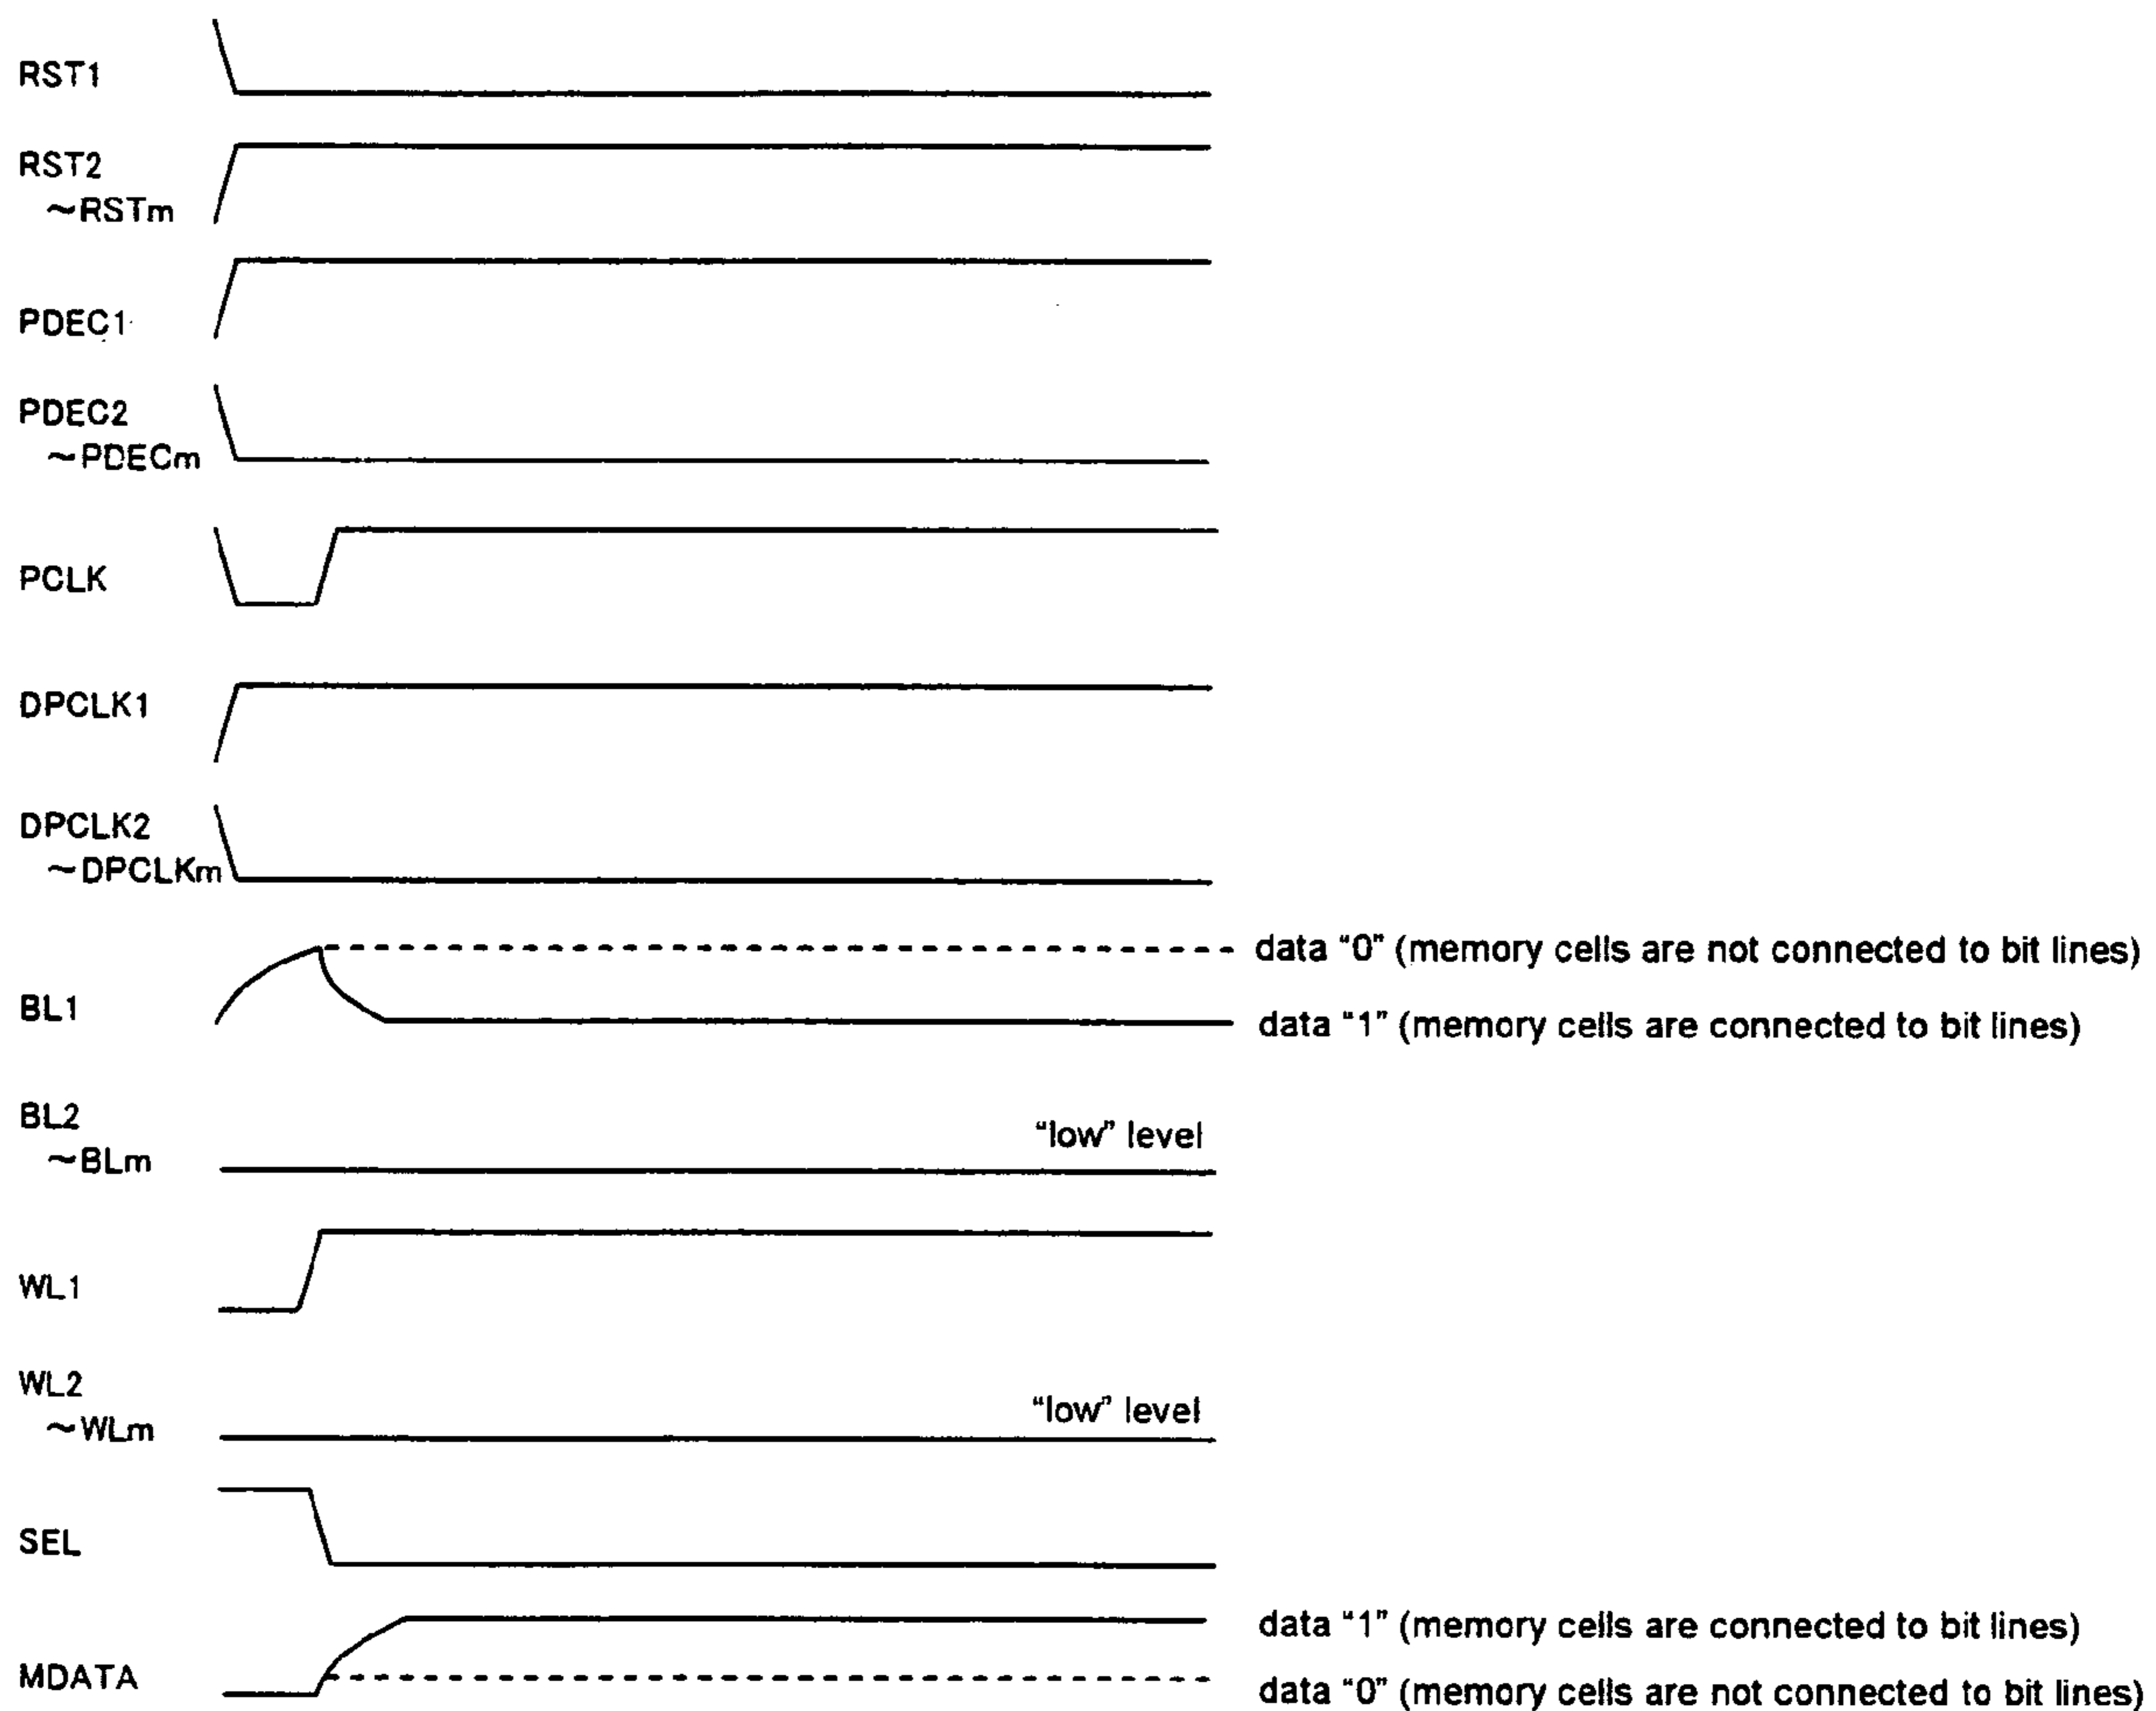 RST1
RST2
~RSTm
PDEC1
PDEC2
~PDECm
PCLK
DPCLK1
DPCLK2
~DPCLKm
data "0" (memory cells are not connected to bit lines)
BL1
data "1" (memory cells are connected to bit lines)
BL2
~BLm
"low" level
WL1
WL2
~WLm
"low" level
SEL
data "1" (memory cells are connected to bit lines)
MDATA
data "0" (memory cells are not connected to bit lines)